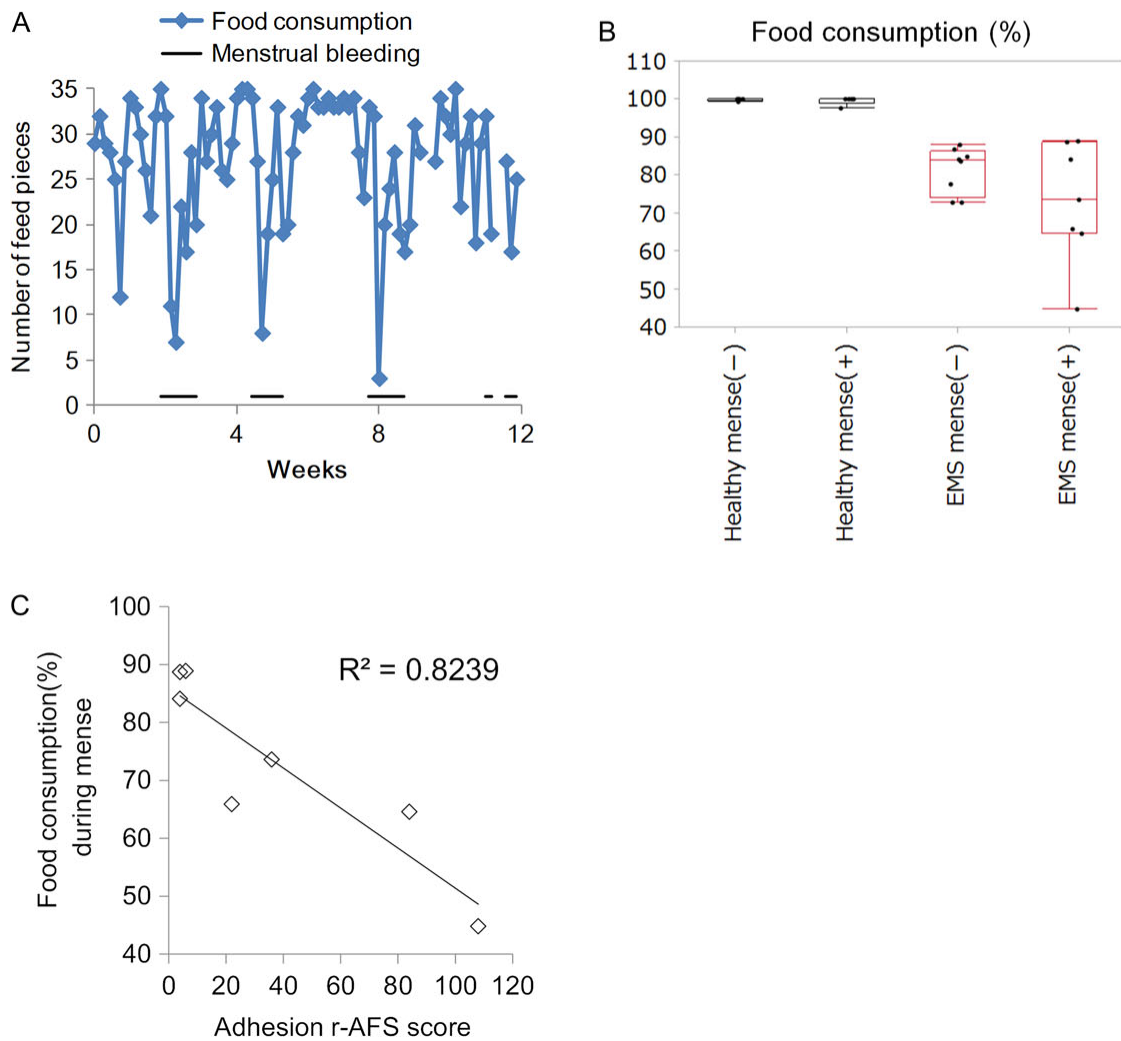 A
Food consumption
Menstrual bleeding
Number of feed pieces
35
30
25
20
15
10
5
0
0 4 8 12
Weeks
B
Food consumption (%)
110
100
90
80
70
60
50
40
Healthy mense(−)
Healthy mense(+)
EMS mense(−)
EMS mense(+)
C
Food consumption(%)
during mense
100
90
80
70
60
50
40
R² = 0.8239
0 20 40 60 80 100 120
Adhesion r-AFS score